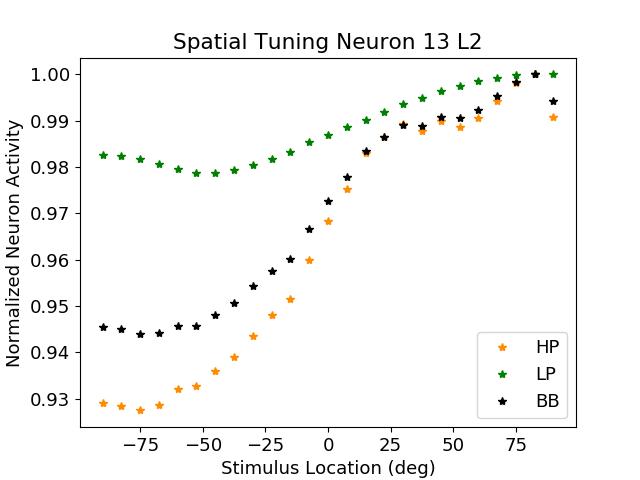 Spatial Tuning Neuron 13 L2
Normalized Neuron Activity
1.00
0.99
0.98
0.97
0.96
0.95
0.94
0.93
HP
LP
BB
−75 −50 −25 0 25 50 75
Stimulus Location (deg)